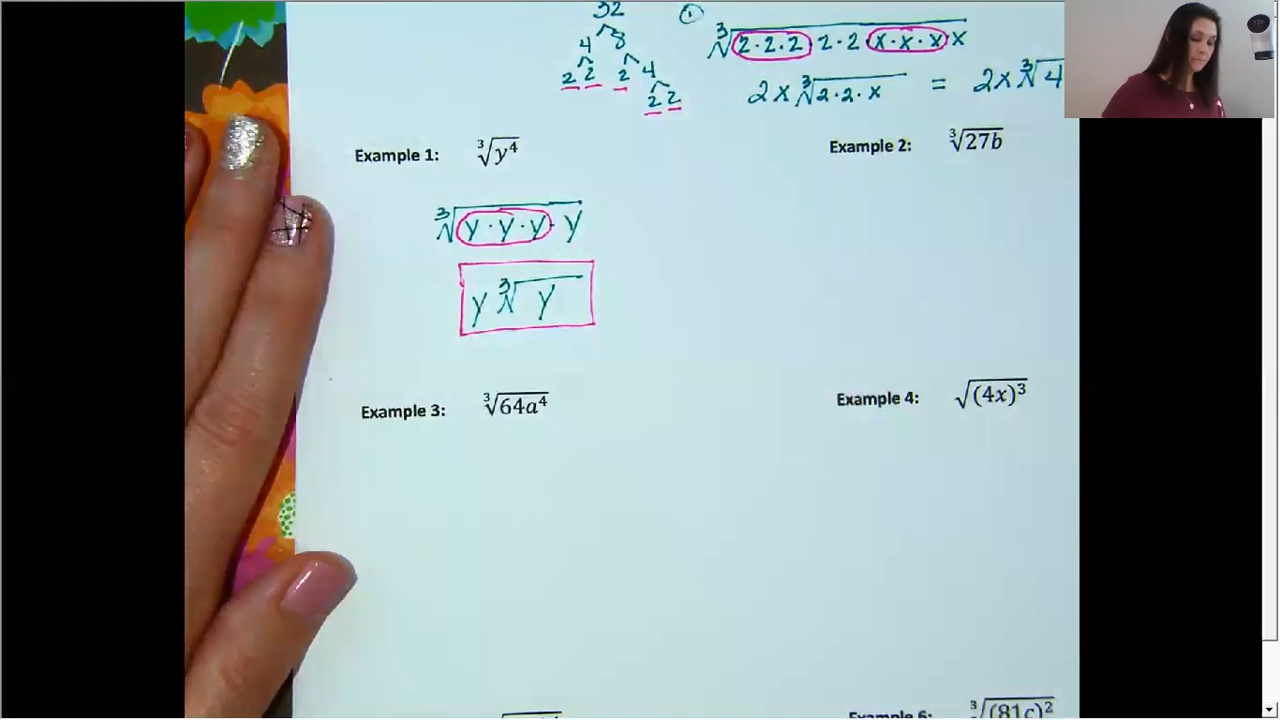 32
4 8
2 2 2 4
2 2
①
∛2·2·2 2·2 x·x·x x
2x ∛2·2·x = 2x ∛4
Example 1: ∛y⁴
∛y·y·y·y
y ∛y
Example 2: ∛27b
Example 3: ∛64a⁴
Example 4: √(4x)³
Example 6: ∛(81c)²